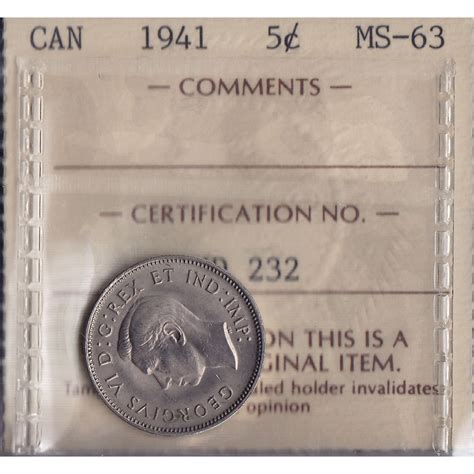 CAN 1941 5¢ MS-63
— COMMENTS —
— CERTIFICATION NO. —
232
ON THIS IS A
GINAL ITEM.
Tam led holder invalidates
opinion
GEORGIVS VI D:G:REX ET IND:IMP: